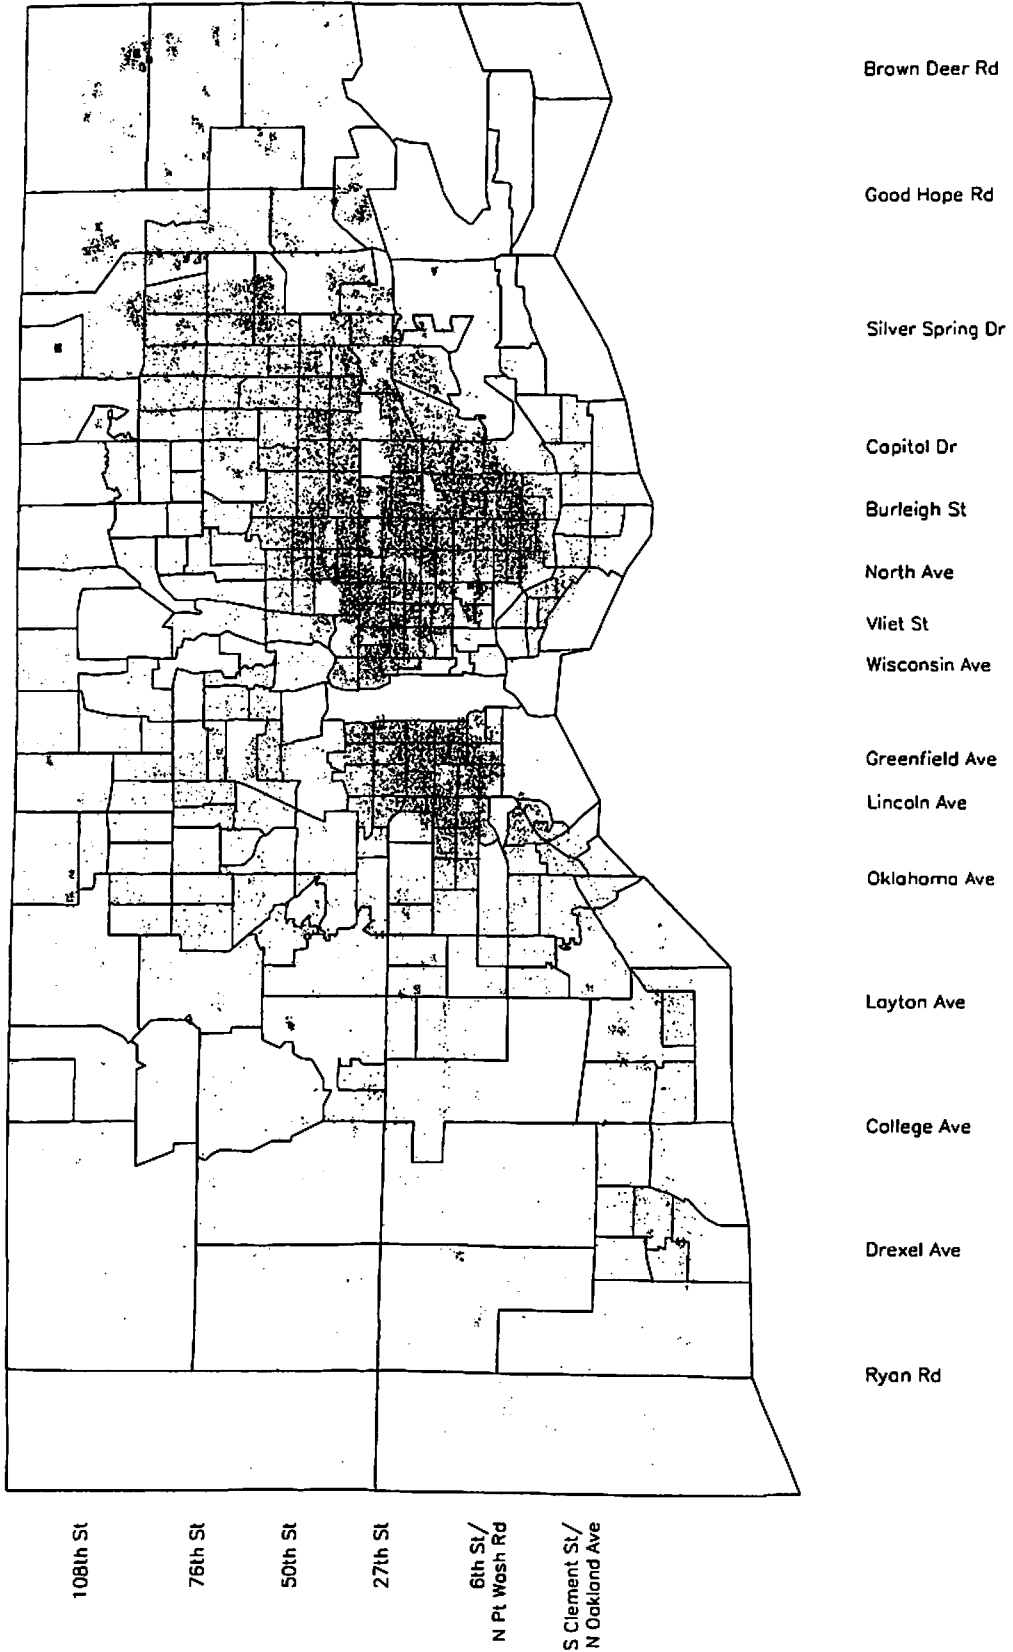 Brown Deer Rd
Good Hope Rd
Silver Spring Dr
Capitol Dr
Burleigh St
North Ave
Vliet St
Wisconsin Ave
Greenfield Ave
Lincoln Ave
Oklahoma Ave
Layton Ave
College Ave
Drexel Ave
Ryan Rd
108th St
76th St
50th St
27th St
6th St/
N Pt Wash Rd
S Clement St/
N Oakland Ave